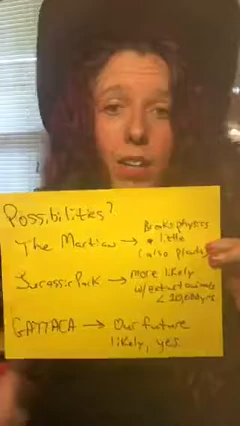 Possibilities?
The Martian → Breaks physics
a little
(also plants)
Jurassic Park → more likely
w/ extinct animals
< 20,000 yrs
GATTACA → Our future
likely, yes.